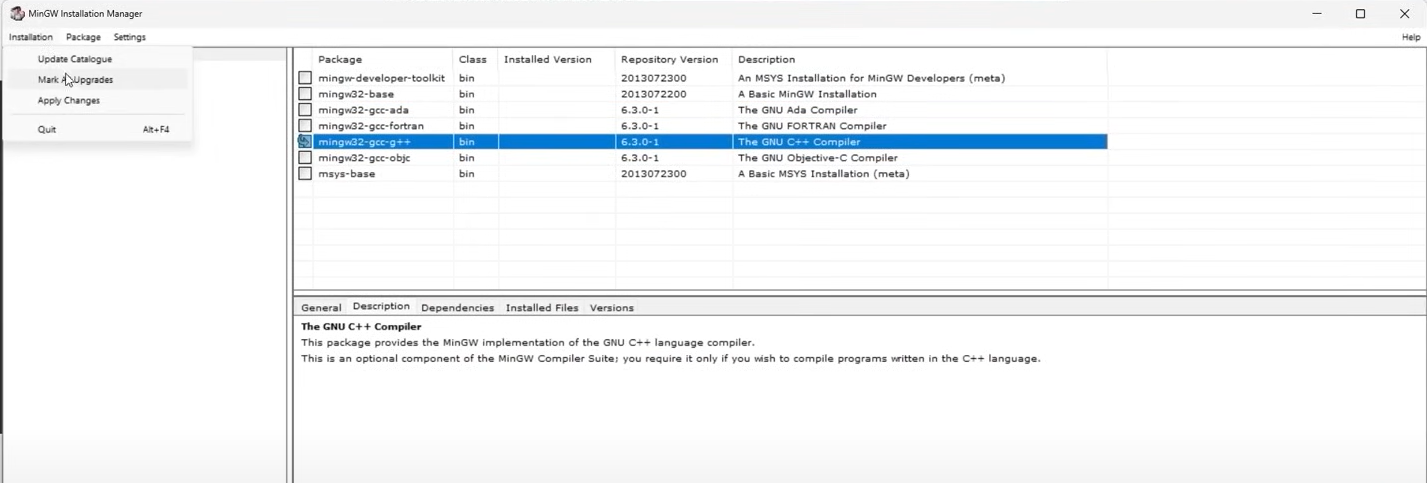 MinGW Installation Manager
Installation Package Settings Help
Update Catalogue
Mark Upgrades
Apply Changes
Quit Alt+F4
Package Class Installed Version Repository Version Description
mingw-developer-toolkit bin 2013072300 An MSYS Installation for MinGW Developers (meta)
mingw32-base bin 2013072200 A Basic MinGW Installation
mingw32-gcc-ada bin 6.3.0-1 The GNU Ada Compiler
mingw32-gcc-fortran bin 6.3.0-1 The GNU FORTRAN Compiler
mingw32-gcc-g++ bin 6.3.0-1 The GNU C++ Compiler
mingw32-gcc-objc bin 6.3.0-1 The GNU Objective-C Compiler
msys-base bin 2013072300 A Basic MSYS Installation (meta)
General Description Dependencies Installed Files Versions
The GNU C++ Compiler
This package provides the MinGW implementation of the GNU C++ language compiler.
This is an optional component of the MinGW Compiler Suite; you require it only if you wish to compile programs written in the C++ language.